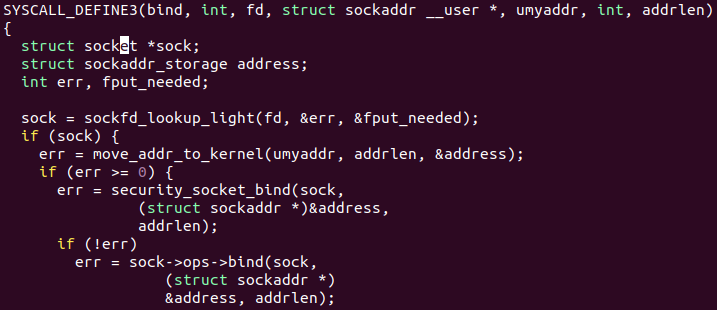 SYSCALL_DEFINE3(bind, int, fd, struct sockaddr __user *, umyaddr, int, addrlen)
{
  struct socket *sock;
  struct sockaddr_storage address;
  int err, fput_needed;

  sock = sockfd_lookup_light(fd, &err, &fput_needed);
  if (sock) {
    err = move_addr_to_kernel(umyaddr, addrlen, &address);
    if (err >= 0) {
      err = security_socket_bind(sock,
               (struct sockaddr *)&address,
               addrlen);
      if (!err)
        err = sock->ops->bind(sock,
                  (struct sockaddr *)
                  &address, addrlen);